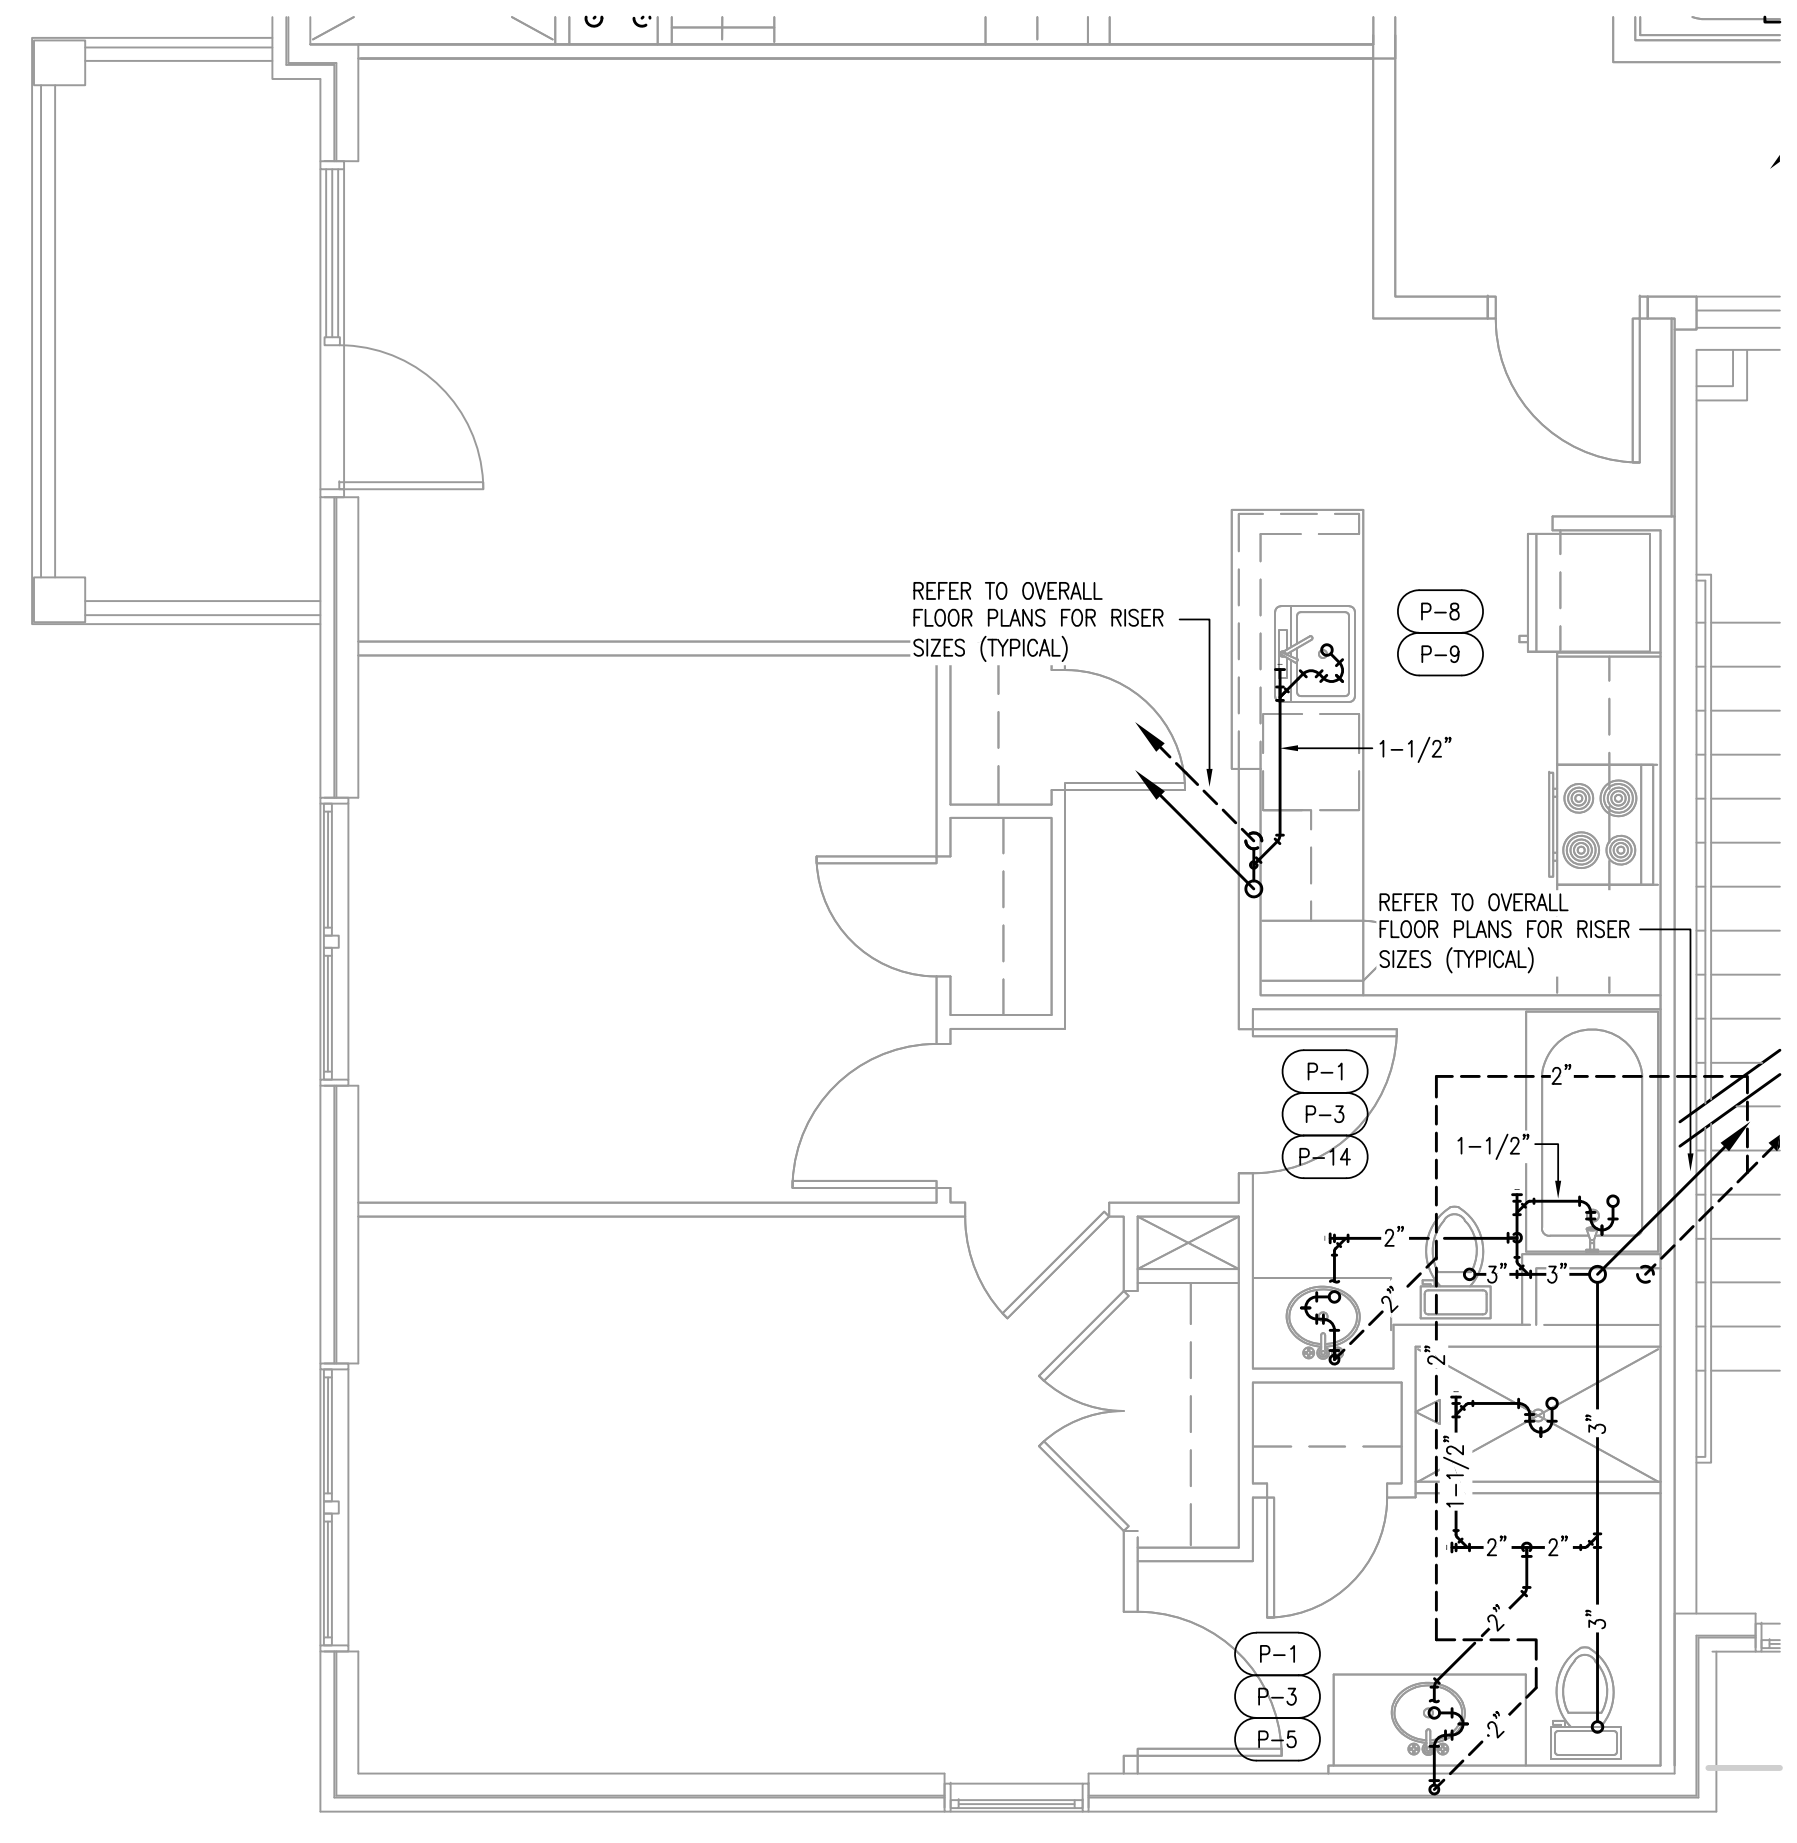 REFER TO OVERALL
FLOOR PLANS FOR RISER
SIZES (TYPICAL)
P-8
P-9
1-1/2"
REFER TO OVERALL
FLOOR PLANS FOR RISER
SIZES (TYPICAL)
P-1
P-3
P-14
2"
1-1/2"
2"
3"
3"
2"
2"
3"
1-1/2"
2"
2"
2"
3"
P-1
P-3
P-5
2"